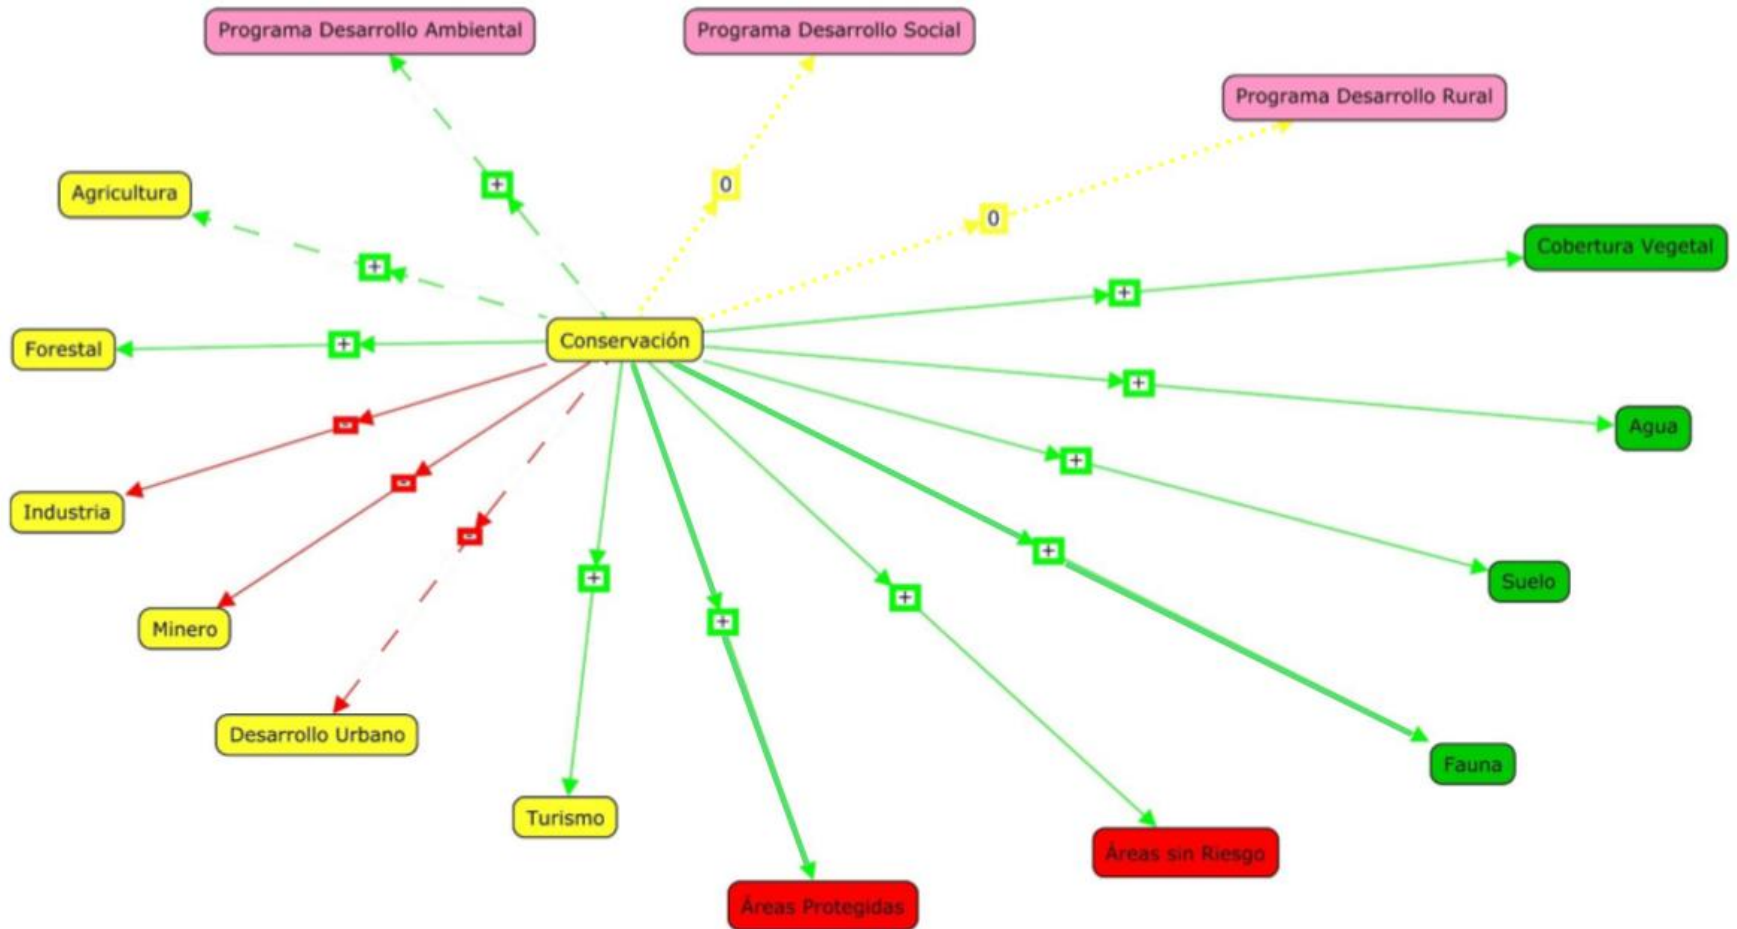 Programa Desarrollo Ambiental
Programa Desarrollo Social
Programa Desarrollo Rural
Agricultura
+
0
0
+
Cobertura Vegetal
+
Forestal
+
Conservación
+
Agua
-
+
Industria
-
-
+
Suelo
+
+
+
Minero
Desarrollo Urbano
Fauna
Turismo
Áreas sin Riesgo
Áreas Protegidas